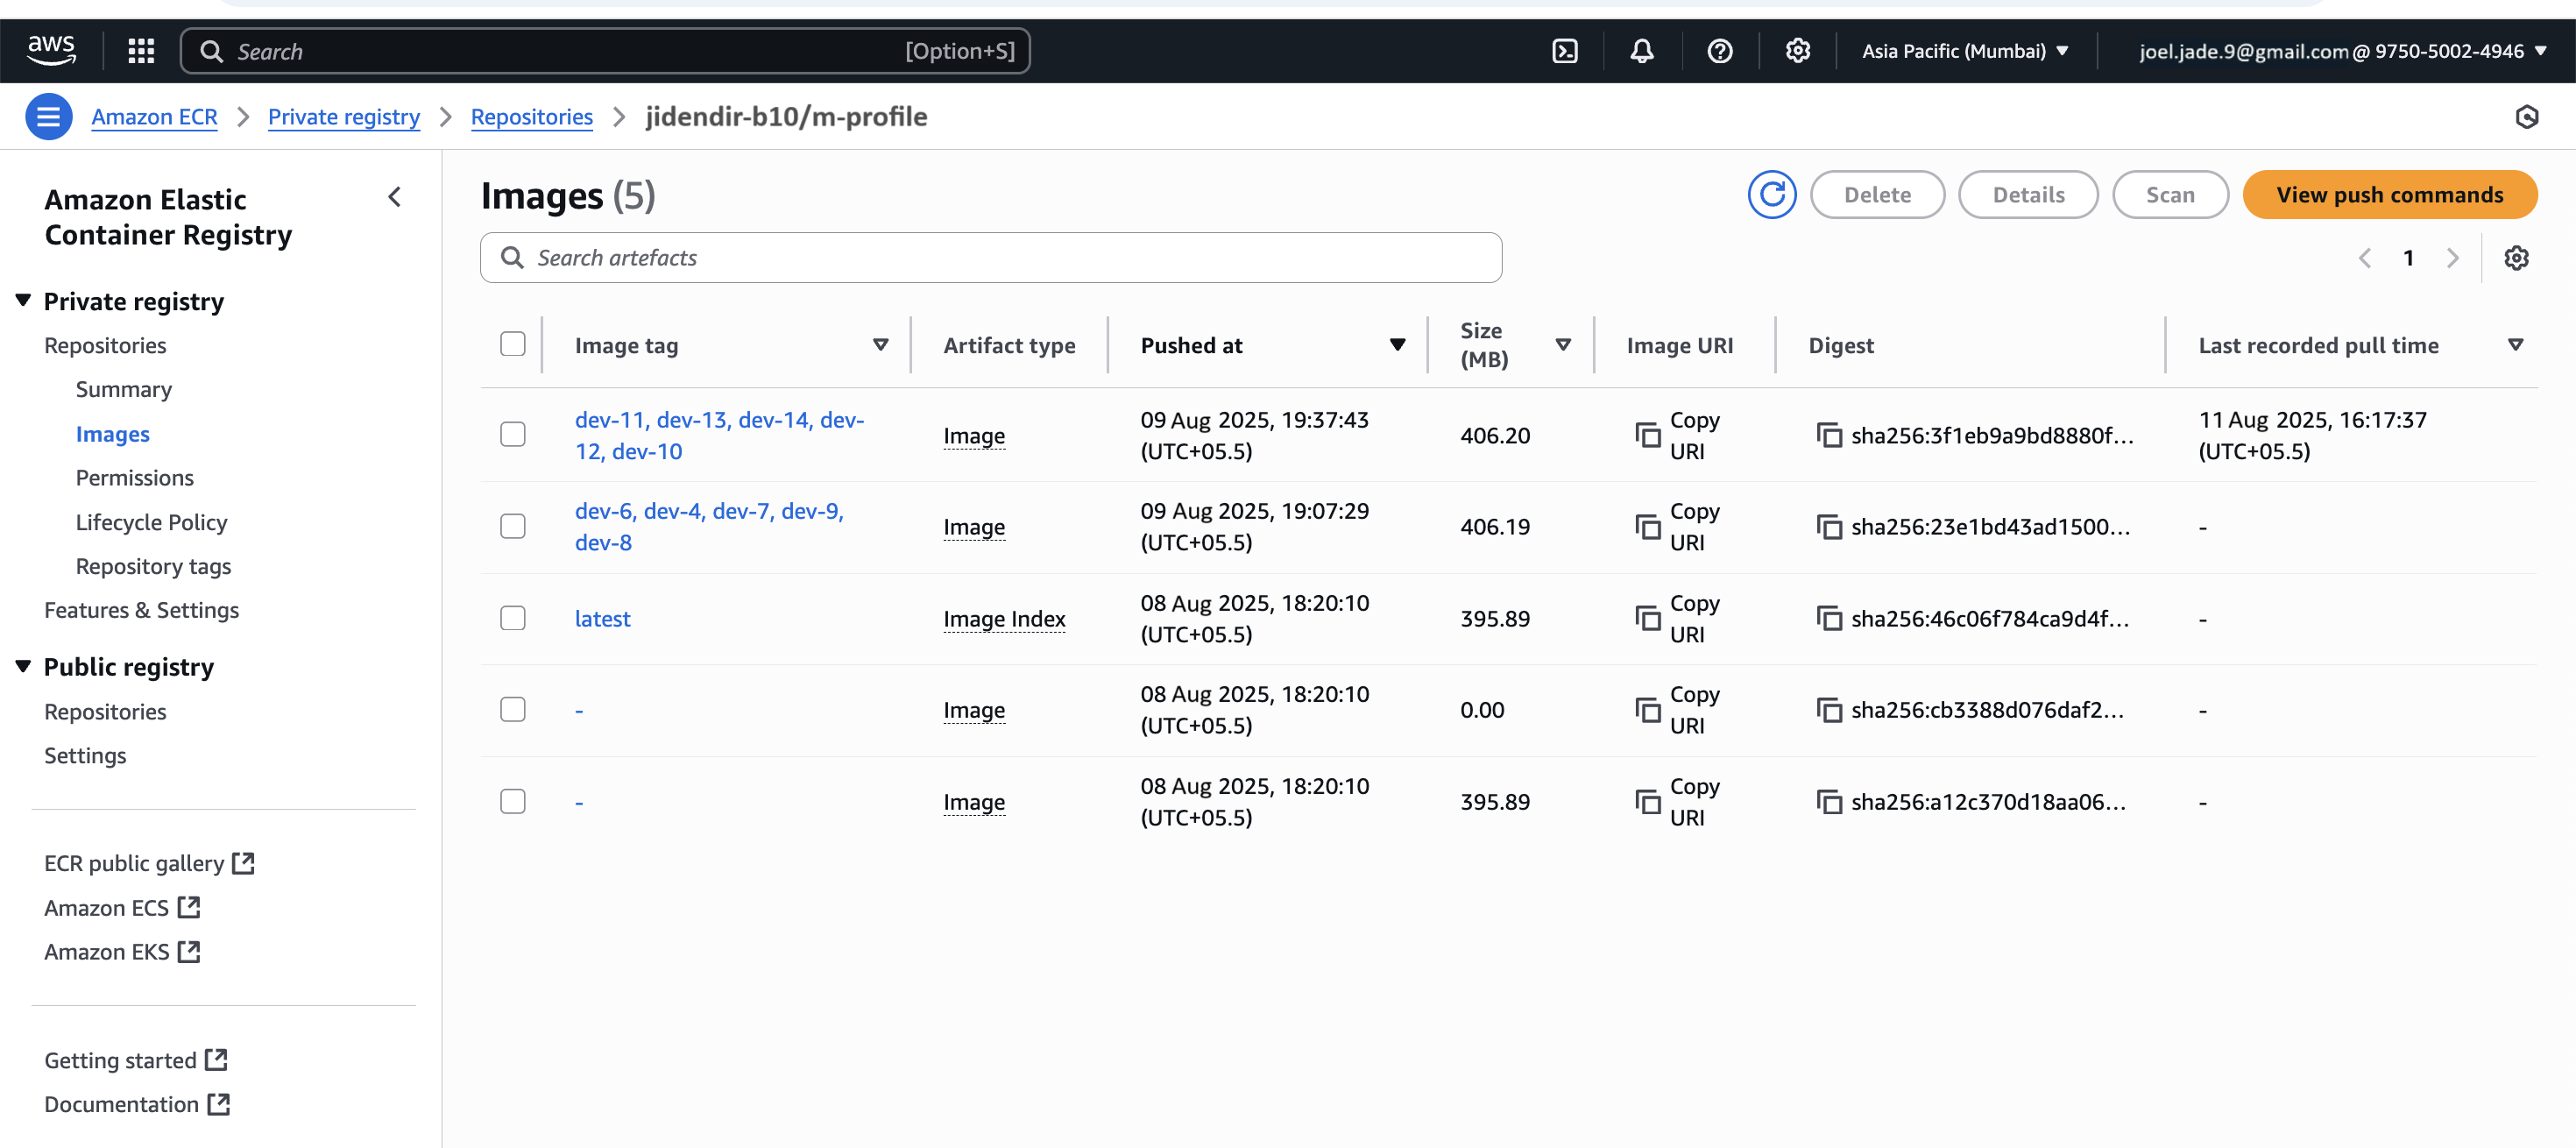 aws
Search [Option+S] Asia Pacific (Mumbai) joel.jade.9@gmail.com @ 9750-5002-4946
Amazon ECR Private registry Repositories jidendir-b10/m-profile
Amazon Elastic
Container Registry
Private registry
Repositories
Summary
Images
Permissions
Lifecycle Policy
Repository tags
Features & Settings
Public registry
Repositories
Settings
ECR public gallery
Amazon ECS
Amazon EKS
Getting started
Documentation
Images (5) Delete Details Scan View push commands
Search artefacts 1
Image tag Artifact type Pushed at Size (MB) Image URI Digest Last recorded pull time
dev-11, dev-13, dev-14, dev-
12, dev-10 Image 09 Aug 2025, 19:37:43
(UTC+05.5) 406.20 Copy
URI sha256:3f1eb9a9bd8880f... 11 Aug 2025, 16:17:37
(UTC+05.5)
dev-6, dev-4, dev-7, dev-9,
dev-8 Image 09 Aug 2025, 19:07:29
(UTC+05.5) 406.19 Copy
URI sha256:23e1bd43ad1500... -
latest Image Index 08 Aug 2025, 18:20:10
(UTC+05.5) 395.89 Copy
URI sha256:46c06f784ca9d4f... -
- Image 08 Aug 2025, 18:20:10
(UTC+05.5) 0.00 Copy
URI sha256:cb3388d076daf2... -
- Image 08 Aug 2025, 18:20:10
(UTC+05.5) 395.89 Copy
URI sha256:a12c370d18aa06... -